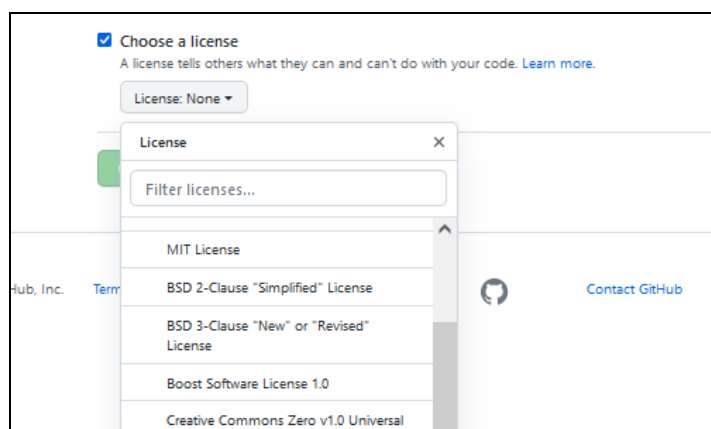 Choose a license
A license tells others what they can and can't do with your code. Learn more.
License: None
License
Filter licenses...
MIT License
BSD 2-Clause "Simplified" License
Hub, Inc.
Contact GitHub
BSD 3-Clause "New" or "Revised"
License
Boost Software License 1.0
Creative Commons Zero v1.0 Universal